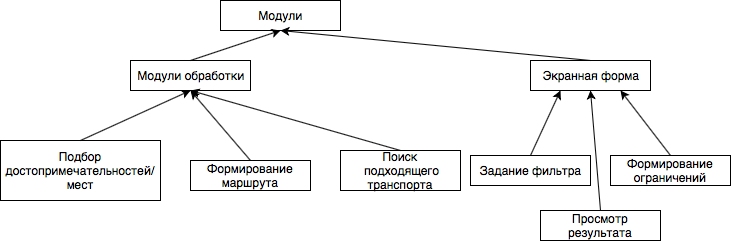 Модули
Модули обработки
Экранная форма
Подбор
достопримечательностей/
мест
Формирование
маршрута
Поиск
подходящего
транспорта
Задание фильтра
Формирование
ограничений
Просмотр
результата